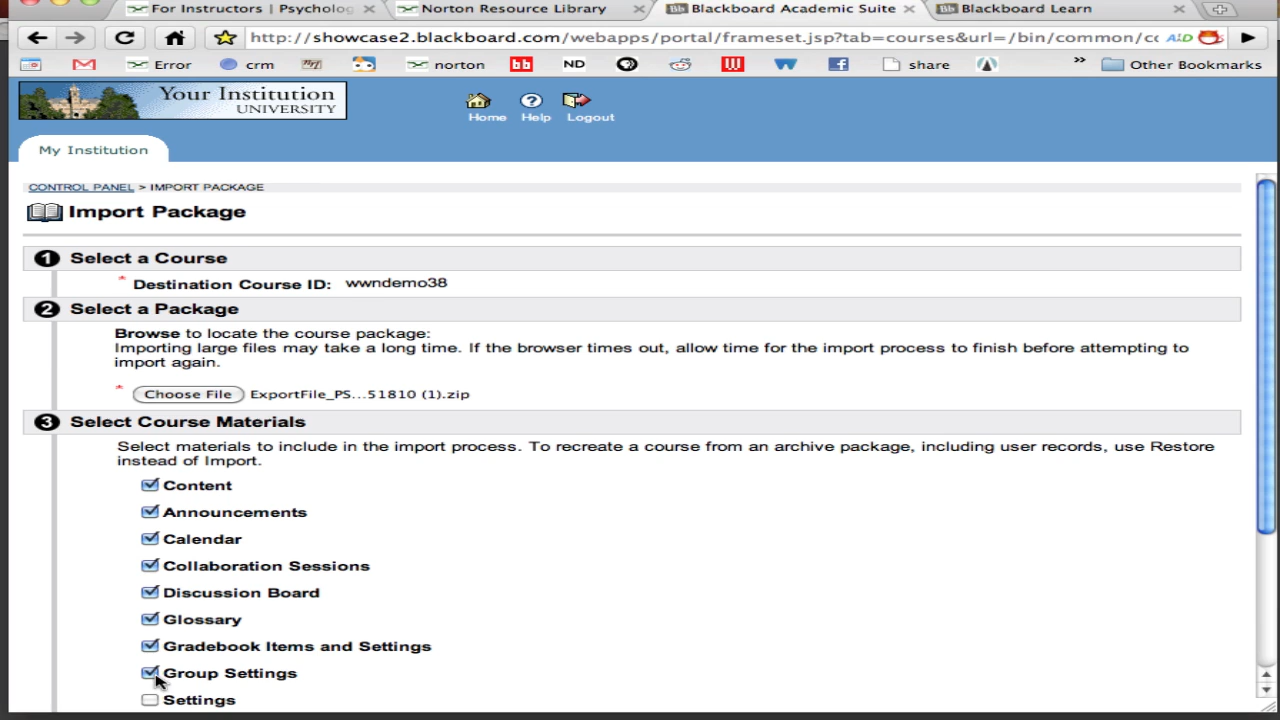 For Instructors | Psycholog
Norton Resource Library
Blackboard Academic Suite
Blackboard Learn
http://showcase2.blackboard.com/webapps/portal/frameset.jsp?tab=courses&url=/bin/common/co
Error
crm
norton
bb
ND
share
»
Other Bookmarks
Your Institution
UNIVERSITY
Home
Help
Logout
My Institution
CONTROL PANEL > IMPORT PACKAGE
Import Package
1 Select a Course
* Destination Course ID: wwndemo38
2 Select a Package
Browse to locate the course package:
Importing large files may take a long time. If the browser times out, allow time for the import process to finish before attempting to
import again.
* Choose File ExportFile_PS...51810 (1).zip
3 Select Course Materials
Select materials to include in the import process. To recreate a course from an archive package, including user records, use Restore
instead of Import.
Content
Announcements
Calendar
Collaboration Sessions
Discussion Board
Glossary
Gradebook Items and Settings
Group Settings
Settings